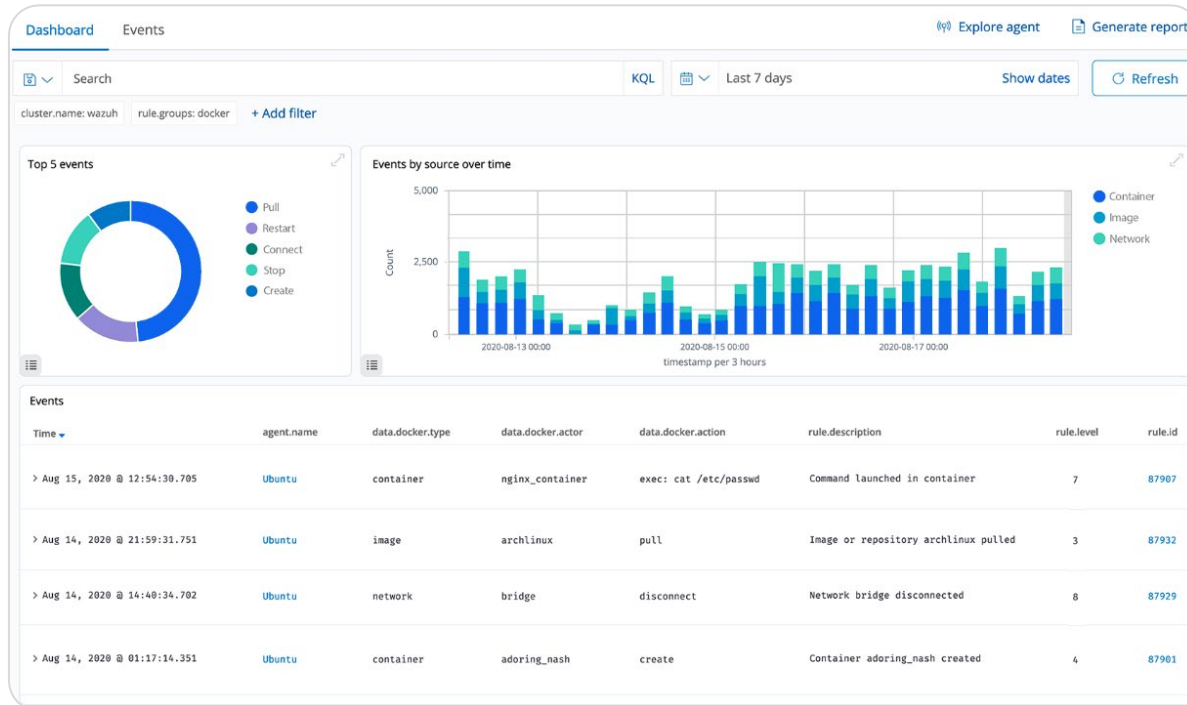 Dashboard Events Explore agent Generate report
Search KQL Last 7 days Show dates Refresh
cluster.name: wazuh rule.groups: docker + Add filter
Top 5 events
Pull
Restart
Connect
Stop
Create
Events by source over time
5,000
2,500
0
Count
2020-08-13 00:00 2020-08-15 00:00 2020-08-17 00:00
timestamp per 3 hours
Container
Image
Network
Events
Time agent.name data.docker.type data.docker.actor data.docker.action rule.description rule.level rule.id
> Aug 15, 2020 @ 12:54:30.705 Ubuntu container nginx_container exec: cat /etc/passwd Command launched in container 7 87907
> Aug 14, 2020 @ 21:59:31.751 Ubuntu image archlinux pull Image or repository archlinux pulled 3 87932
> Aug 14, 2020 @ 14:40:34.702 Ubuntu network bridge disconnect Network bridge disconnected 8 87929
> Aug 14, 2020 @ 01:17:14.351 Ubuntu container adoring_nash create Container adoring_nash created 4 87901